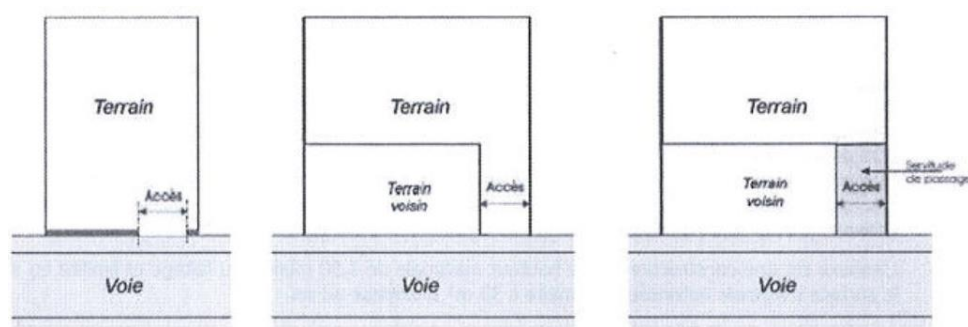 Terrain
Accès
Voie
Terrain
Terrain
voisin
Accès
Voie
Terrain
Terrain
voisin
Accès
Servitude
de passage
Voie